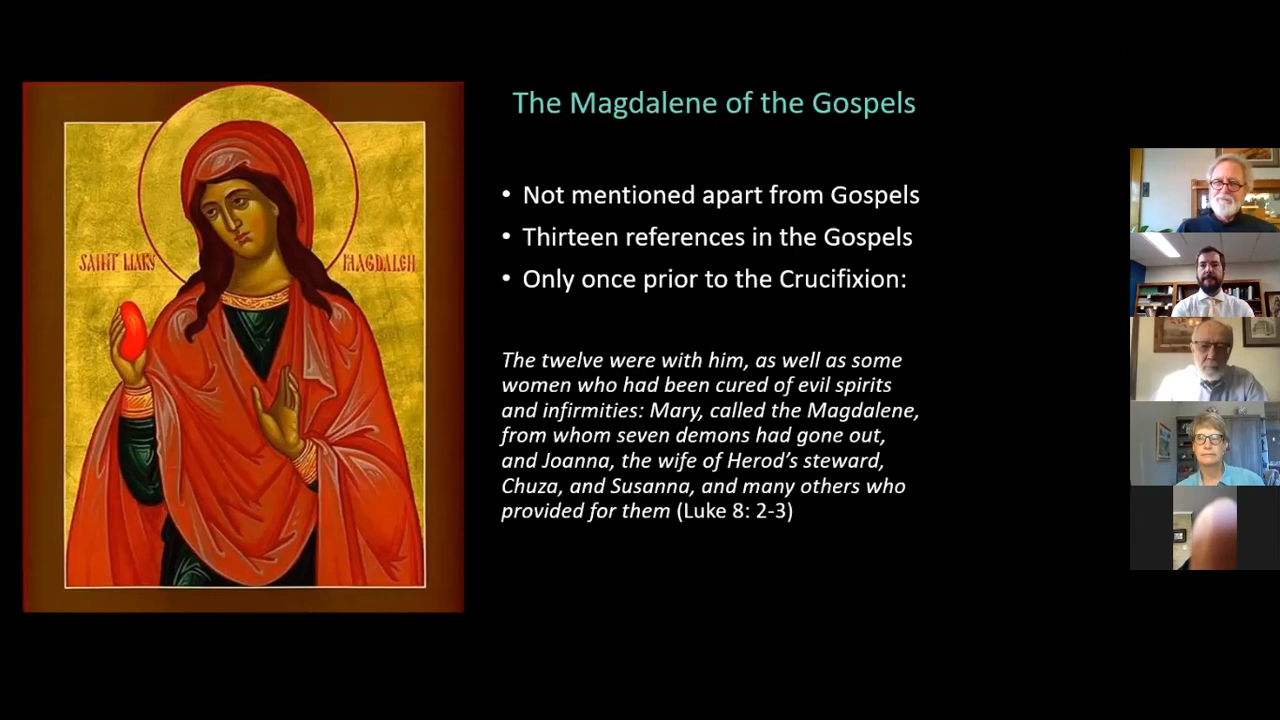 The Magdalene of the Gospels
SAINT MARY MAGDALEN
• Not mentioned apart from Gospels
• Thirteen references in the Gospels
• Only once prior to the Crucifixion:
The twelve were with him, as well as some
women who had been cured of evil spirits
and infirmities: Mary, called the Magdalene,
from whom seven demons had gone out,
and Joanna, the wife of Herod’s steward,
Chuza, and Susanna, and many others who
provided for them (Luke 8: 2-3)